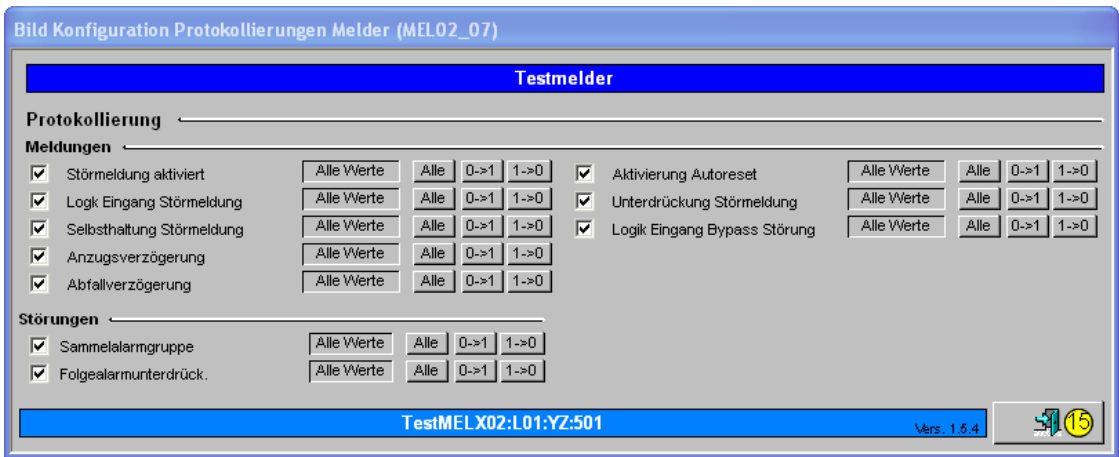 Bild Konfiguration Protokollierungen Melder (MEL02_07)
Testmelder
Protokollierung
Meldungen
Störmeldung aktiviert Alle Werte Alle 0->1 1->0 Aktivierung Autoreset Alle Werte Alle 0->1 1->0
Logk Eingang Störmeldung Alle Werte Alle 0->1 1->0 Unterdrückung Störmeldung Alle Werte Alle 0->1 1->0
Selbsthaltung Störmeldung Alle Werte Alle 0->1 1->0 Logik Eingang Bypass Störung Alle Werte Alle 0->1 1->0
Anzugsverzögerung Alle Werte Alle 0->1 1->0
Abfallverzögerung Alle Werte Alle 0->1 1->0
Störungen
Sammelalarmgruppe Alle Werte Alle 0->1 1->0
Folgealarmunterdrück. Alle Werte Alle 0->1 1->0
TestMELX02:L01:YZ:501 Vers. 1.5.4 15